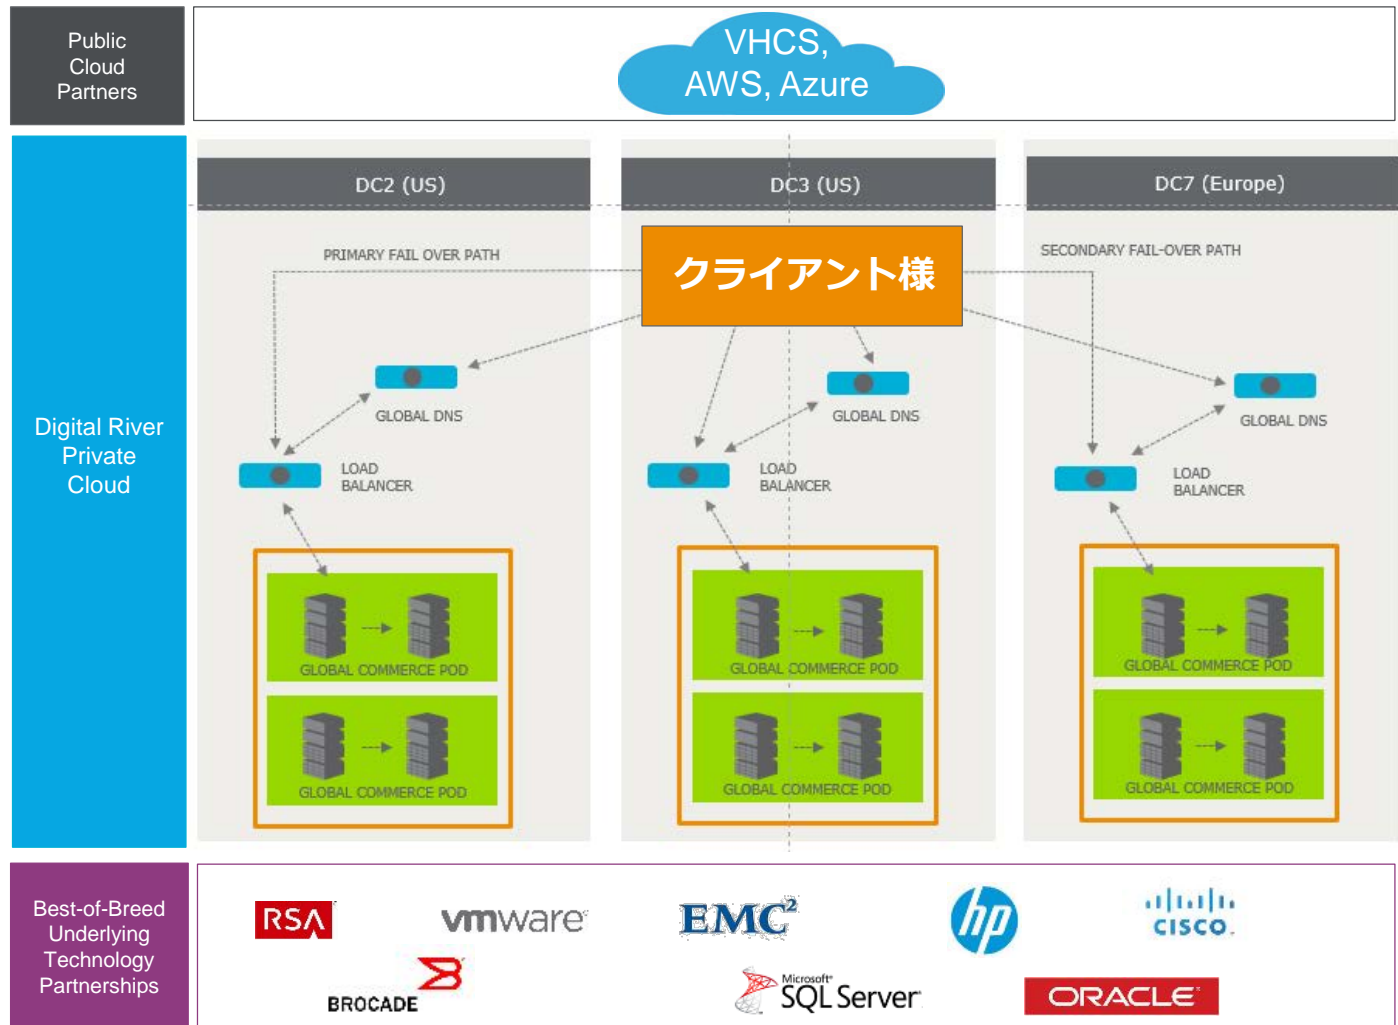 Public
Cloud
Partners
VHCS,
AWS, Azure
Digital River
Private
Cloud
DC2 (US)
DC3 (US)
DC7 (Europe)
PRIMARY FAIL OVER PATH
クライアント様
SECONDARY FAIL-OVER PATH
GLOBAL DNS
GLOBAL DNS
GLOBAL DNS
LOAD
BALANCER
LOAD
BALANCER
LOAD
BALANCER
GLOBAL COMMERCE POD
GLOBAL COMMERCE POD
GLOBAL COMMERCE POD
GLOBAL COMMERCE POD
GLOBAL COMMERCE POD
GLOBAL COMMERCE POD
Best-of-Breed
Underlying
Technology
Partnerships
RSA
vmware
EMC²
hp
CISCO
BROCADE
Microsoft
SQL Server
ORACLE